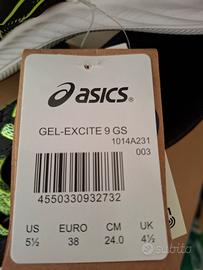 asics
GEL-EXCITE 9 GS
1014A231
003
4550330932732
US EURO CM UK
5½ 38 24.0 4½
subito